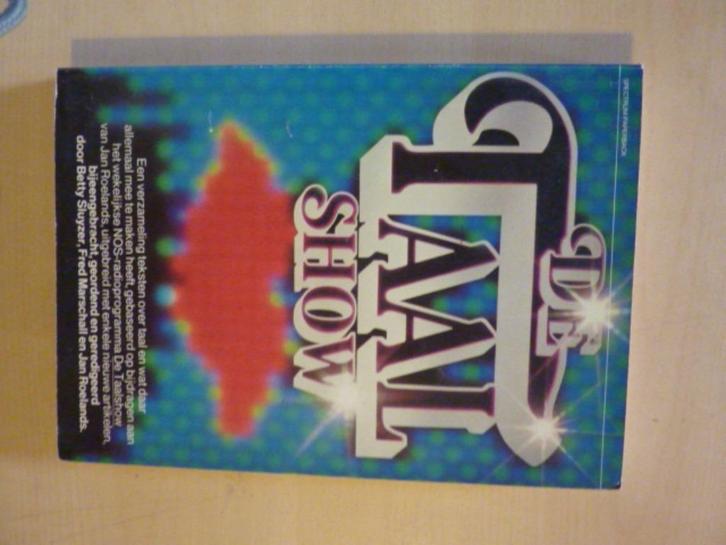 SPECTRUM PAPERBACK
DE
TAAL
SHOW
Een verzameling teksten over taal en wat daar
allemaal mee te maken heeft, gebaseerd op bijdragen aan
het wekelijkse NOS-radioprogramma De Taalshow
van Jan Roelands, uitgebreid met enkele nieuwe artikelen,
bijeengebracht, geordend en geredigeerd
door Betty Sluyzer, Fred Marschall en Jan Roelands.